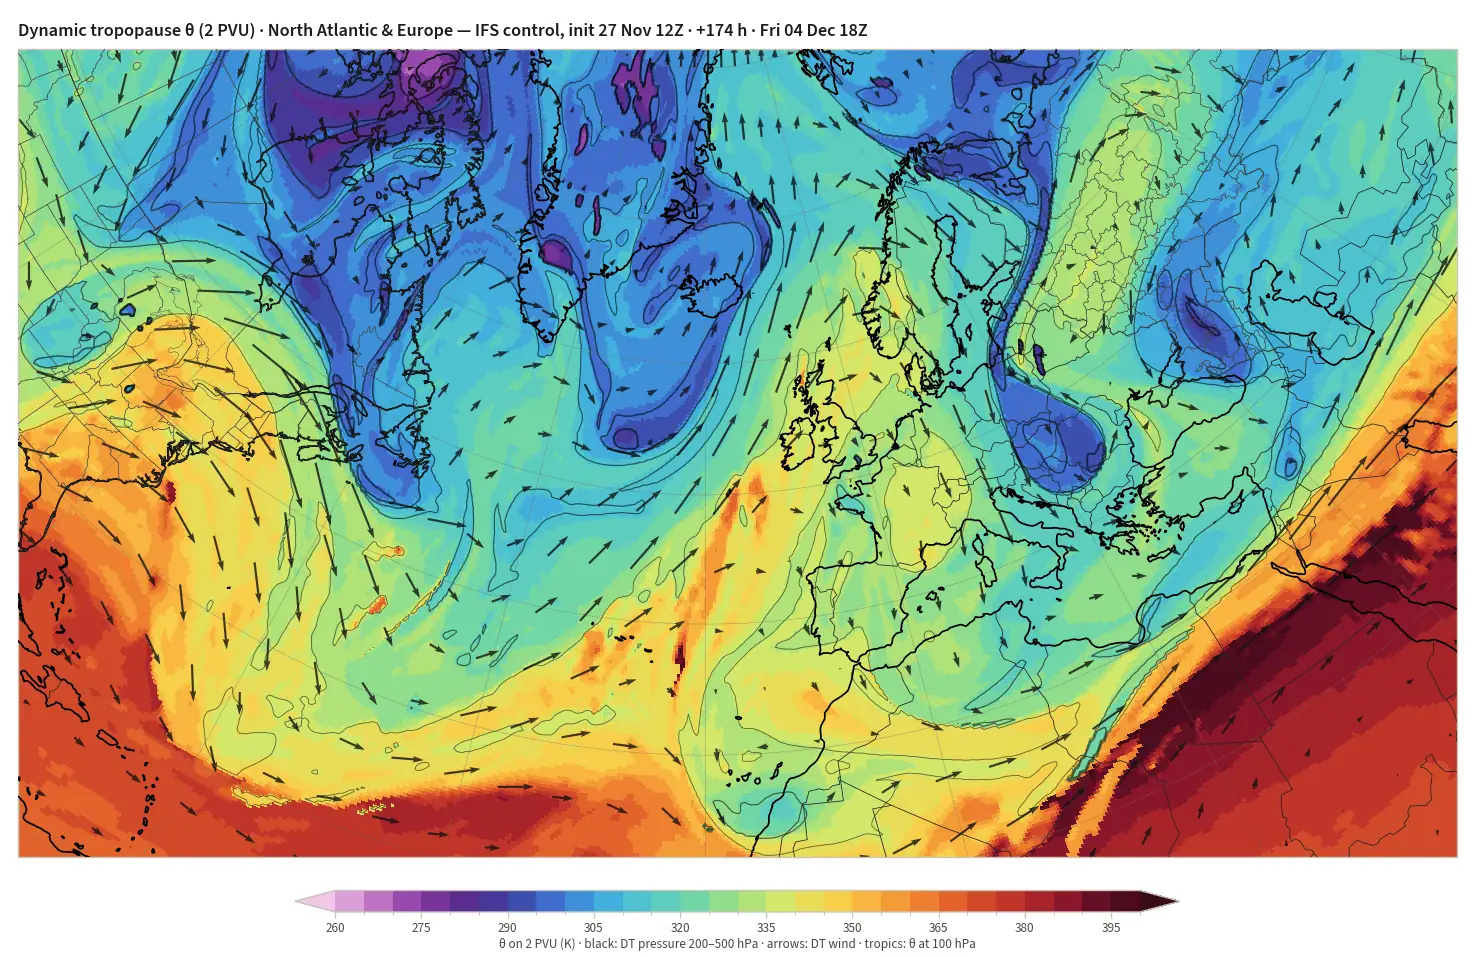 Dynamic tropopause θ (2 PVU) · North Atlantic & Europe — IFS control, init 27 Nov 12Z · +174 h · Fri 04 Dec 18Z
260 275 290 305 320 335 350 365 380 395
θ on 2 PVU (K) · black: DT pressure 200–500 hPa · arrows: DT wind · tropics: θ at 100 hPa